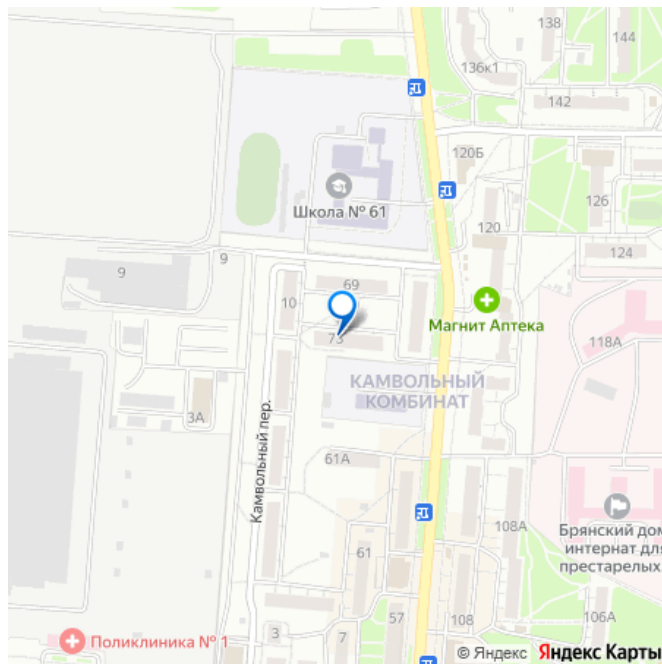 138
144
136к1
142
120Б
126
Школа № 61
120
124
9
9
69
10
Магнит Аптека
73
118А
КАМВОЛЬНЫЙ
КОМБИНАТ
3А
Камвольный пер.
61А
108А
Брянский дом
интернат для
престарелых
61
57
108
106А
3
7
Поликлиника № 1
© Яндекс Яндекс Карты